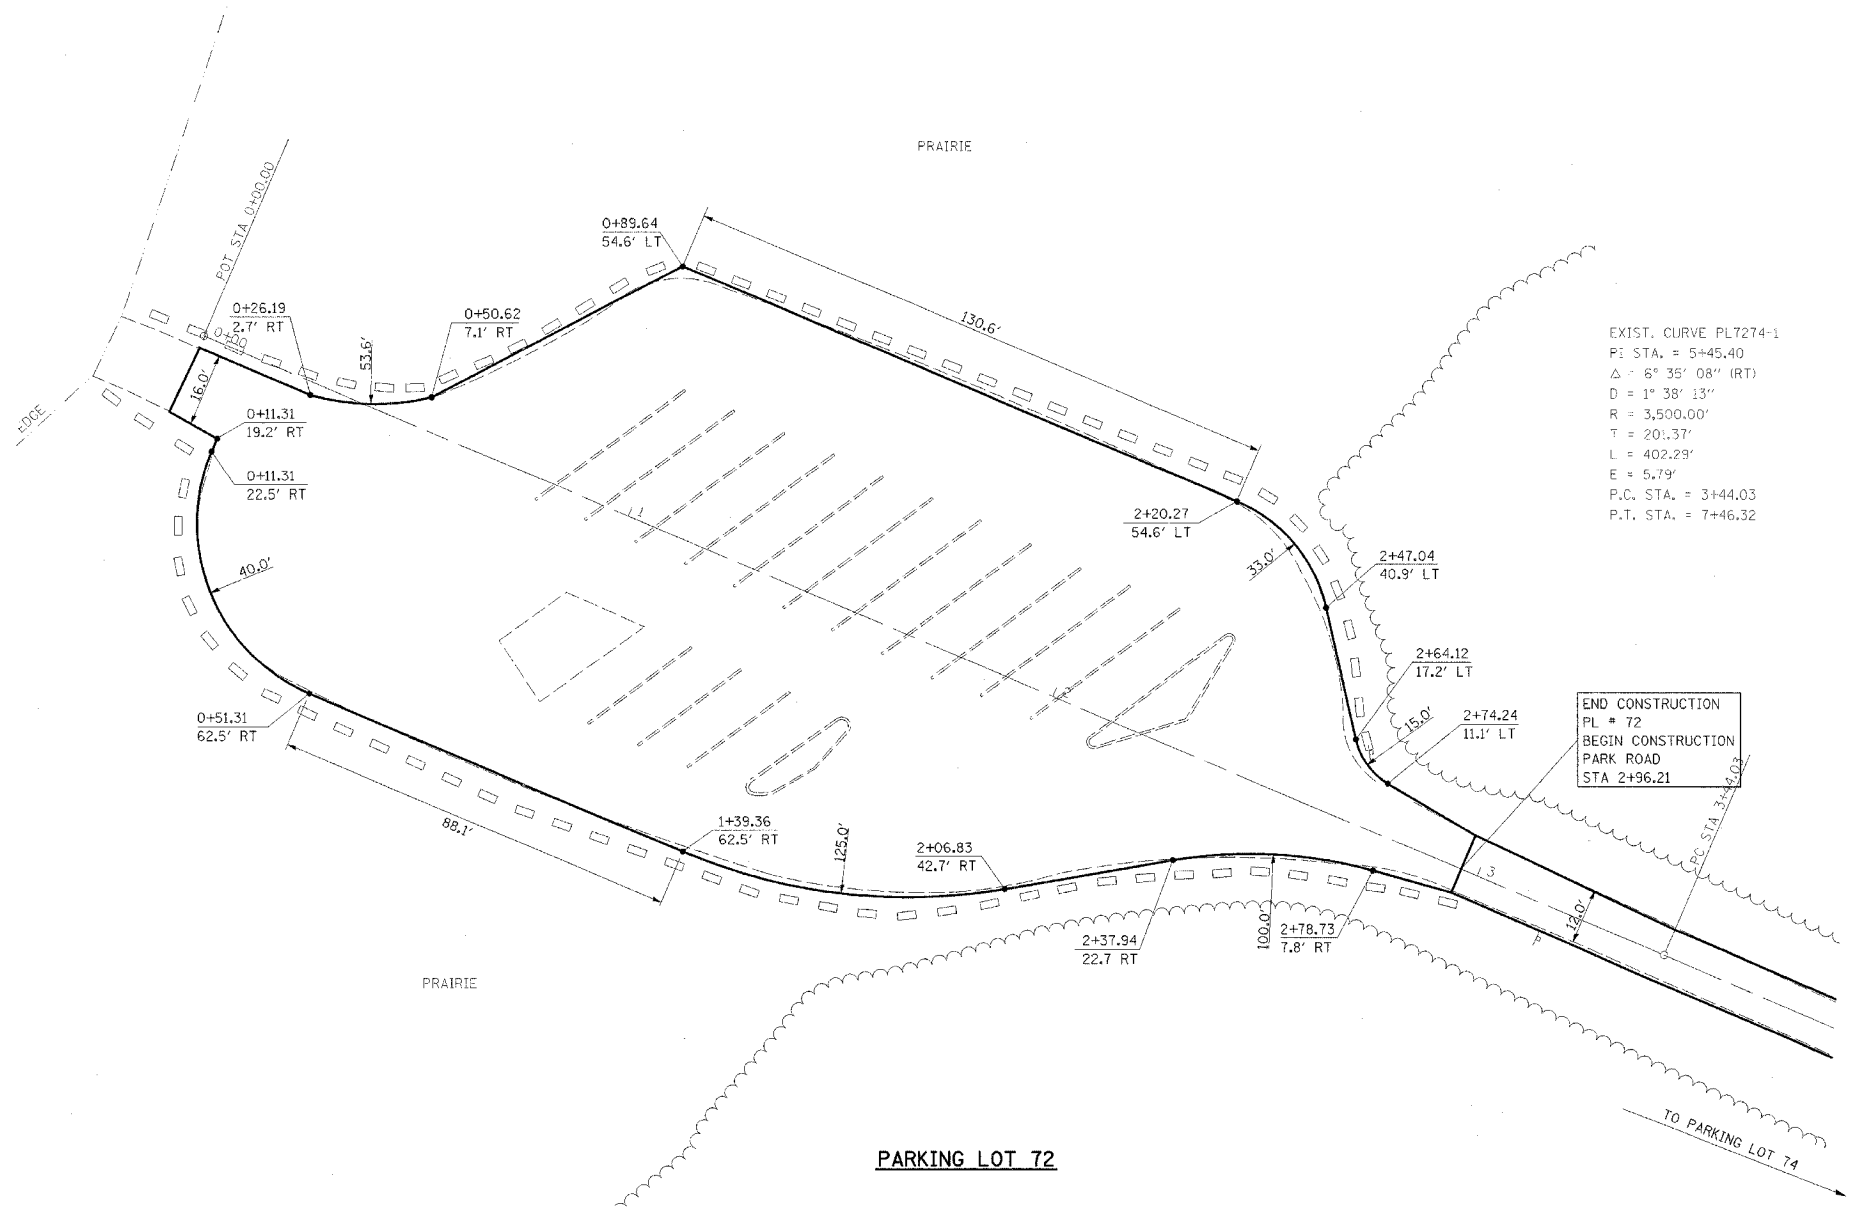 PRAIRIE
POT STA 0+00.00
0+00
0+89.64
54.6' LT
0+26.19
2.7' RT
0+50.62
7.1' RT
53.6'
130.6'
EXIST. CURVE PL7274-1
PI STA. = 5+45.40
Δ = 6° 35' 08" (RT)
D = 1° 38' 13"
R = 3,500.00'
T = 201.37'
L = 402.29'
E = 5.79'
P.C. STA. = 3+44.03
P.T. STA. = 7+46.32
16.0'
EDGE
0+11.31
19.2' RT
0+11.31
22.5' RT
L1
2+20.27
54.6' LT
33.0'
2+47.04
40.9' LT
40.0'
2+64.12
17.2' LT
L2
2+74.24
11.1' LT
15.0'
END CONSTRUCTION
PL # 72
BEGIN CONSTRUCTION
PARK ROAD
STA 2+96.21
0+51.31
62.5' RT
PC STA 3+44.03
88.1'
1+39.36
62.5' RT
125.0'
2+06.83
42.7' RT
L3
12.0'
P
2+37.94
22.7 RT
100.0'
2+78.73
7.8' RT
PRAIRIE
TO PARKING LOT 74
PARKING LOT 72